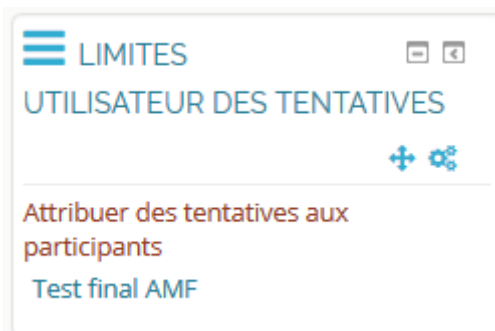 LIMITES
UTILISATEUR DES TENTATIVES
Attribuer des tentatives aux
participants
Test final AMF